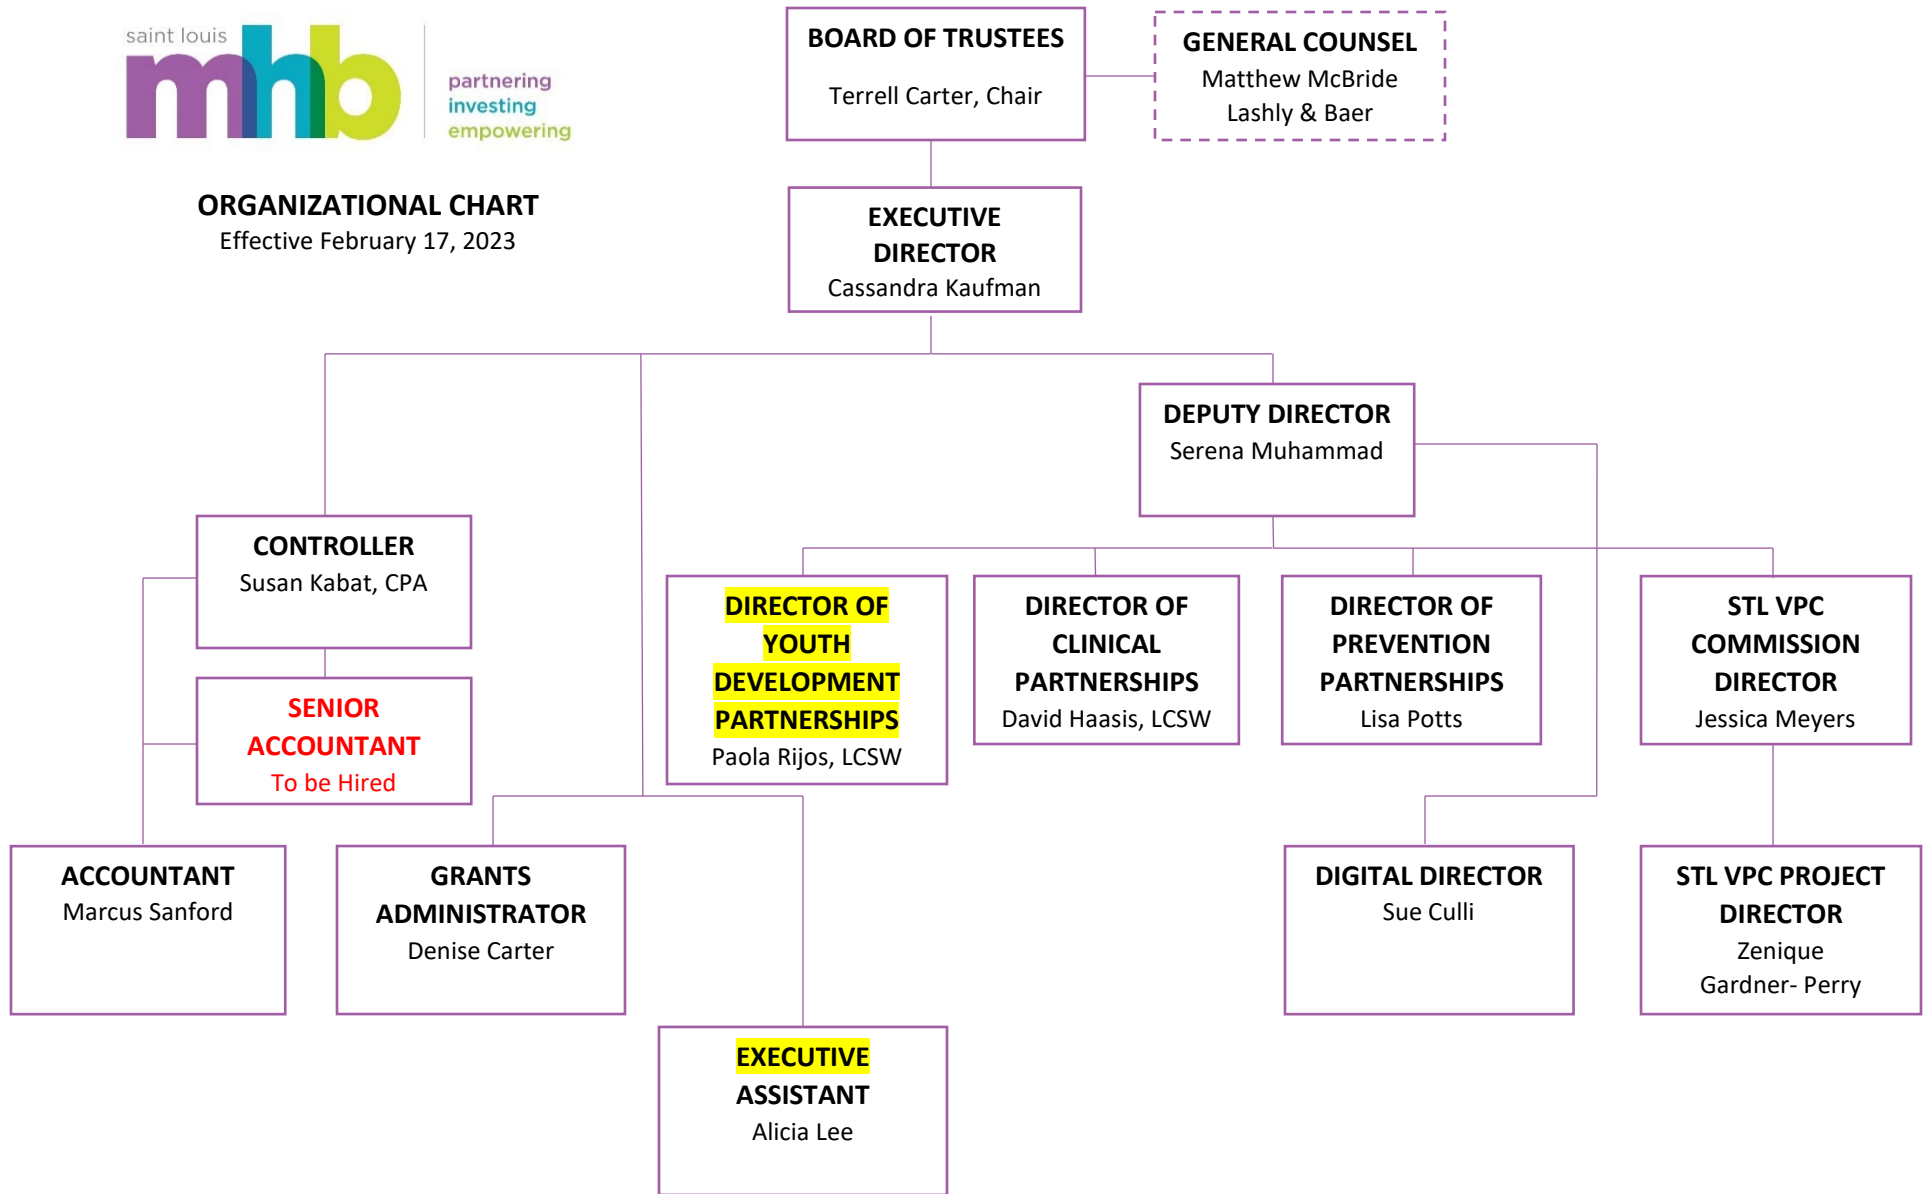 saint louis
mhb
partnering
investing
empowering
ORGANIZATIONAL CHART
Effective February 17, 2023
BOARD OF TRUSTEES
Terrell Carter, Chair
GENERAL COUNSEL
Matthew McBride
Lashly & Baer
EXECUTIVE
DIRECTOR
Cassandra Kaufman
DEPUTY DIRECTOR
Serena Muhammad
CONTROLLER
Susan Kabat, CPA
SENIOR
ACCOUNTANT
To be Hired
DIRECTOR OF
YOUTH
DEVELOPMENT
PARTNERSHIPS
Paola Rijos, LCSW
DIRECTOR OF
CLINICAL
PARTNERSHIPS
David Haasis, LCSW
DIRECTOR OF
PREVENTION
PARTNERSHIPS
Lisa Potts
STL VPC
COMMISSION
DIRECTOR
Jessica Meyers
ACCOUNTANT
Marcus Sanford
GRANTS
ADMINISTRATOR
Denise Carter
DIGITAL DIRECTOR
Sue Culli
STL VPC PROJECT
DIRECTOR
Zenique
Gardner- Perry
EXECUTIVE
ASSISTANT
Alicia Lee